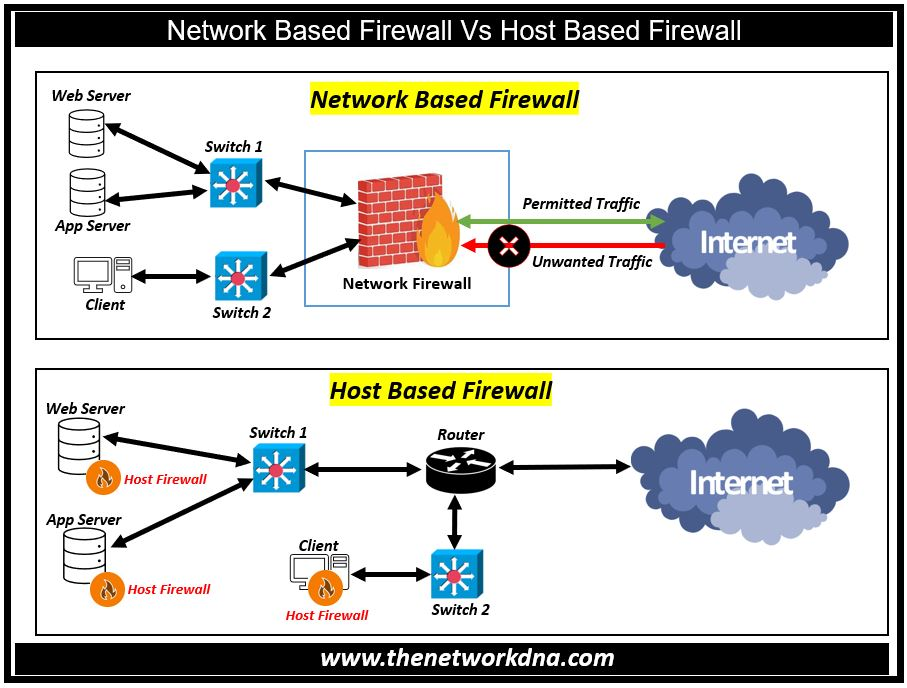 Network Based Firewall Vs Host Based Firewall
Network Based Firewall
Web Server
Switch 1
App Server
Permitted Traffic
Internet
Unwanted Traffic
Network Firewall
Client
Switch 2
Host Based Firewall
Web Server
Switch 1
Router
Host Firewall
Internet
App Server
Client
Host Firewall
Host Firewall
Switch 2
www.thenetworkdna.com